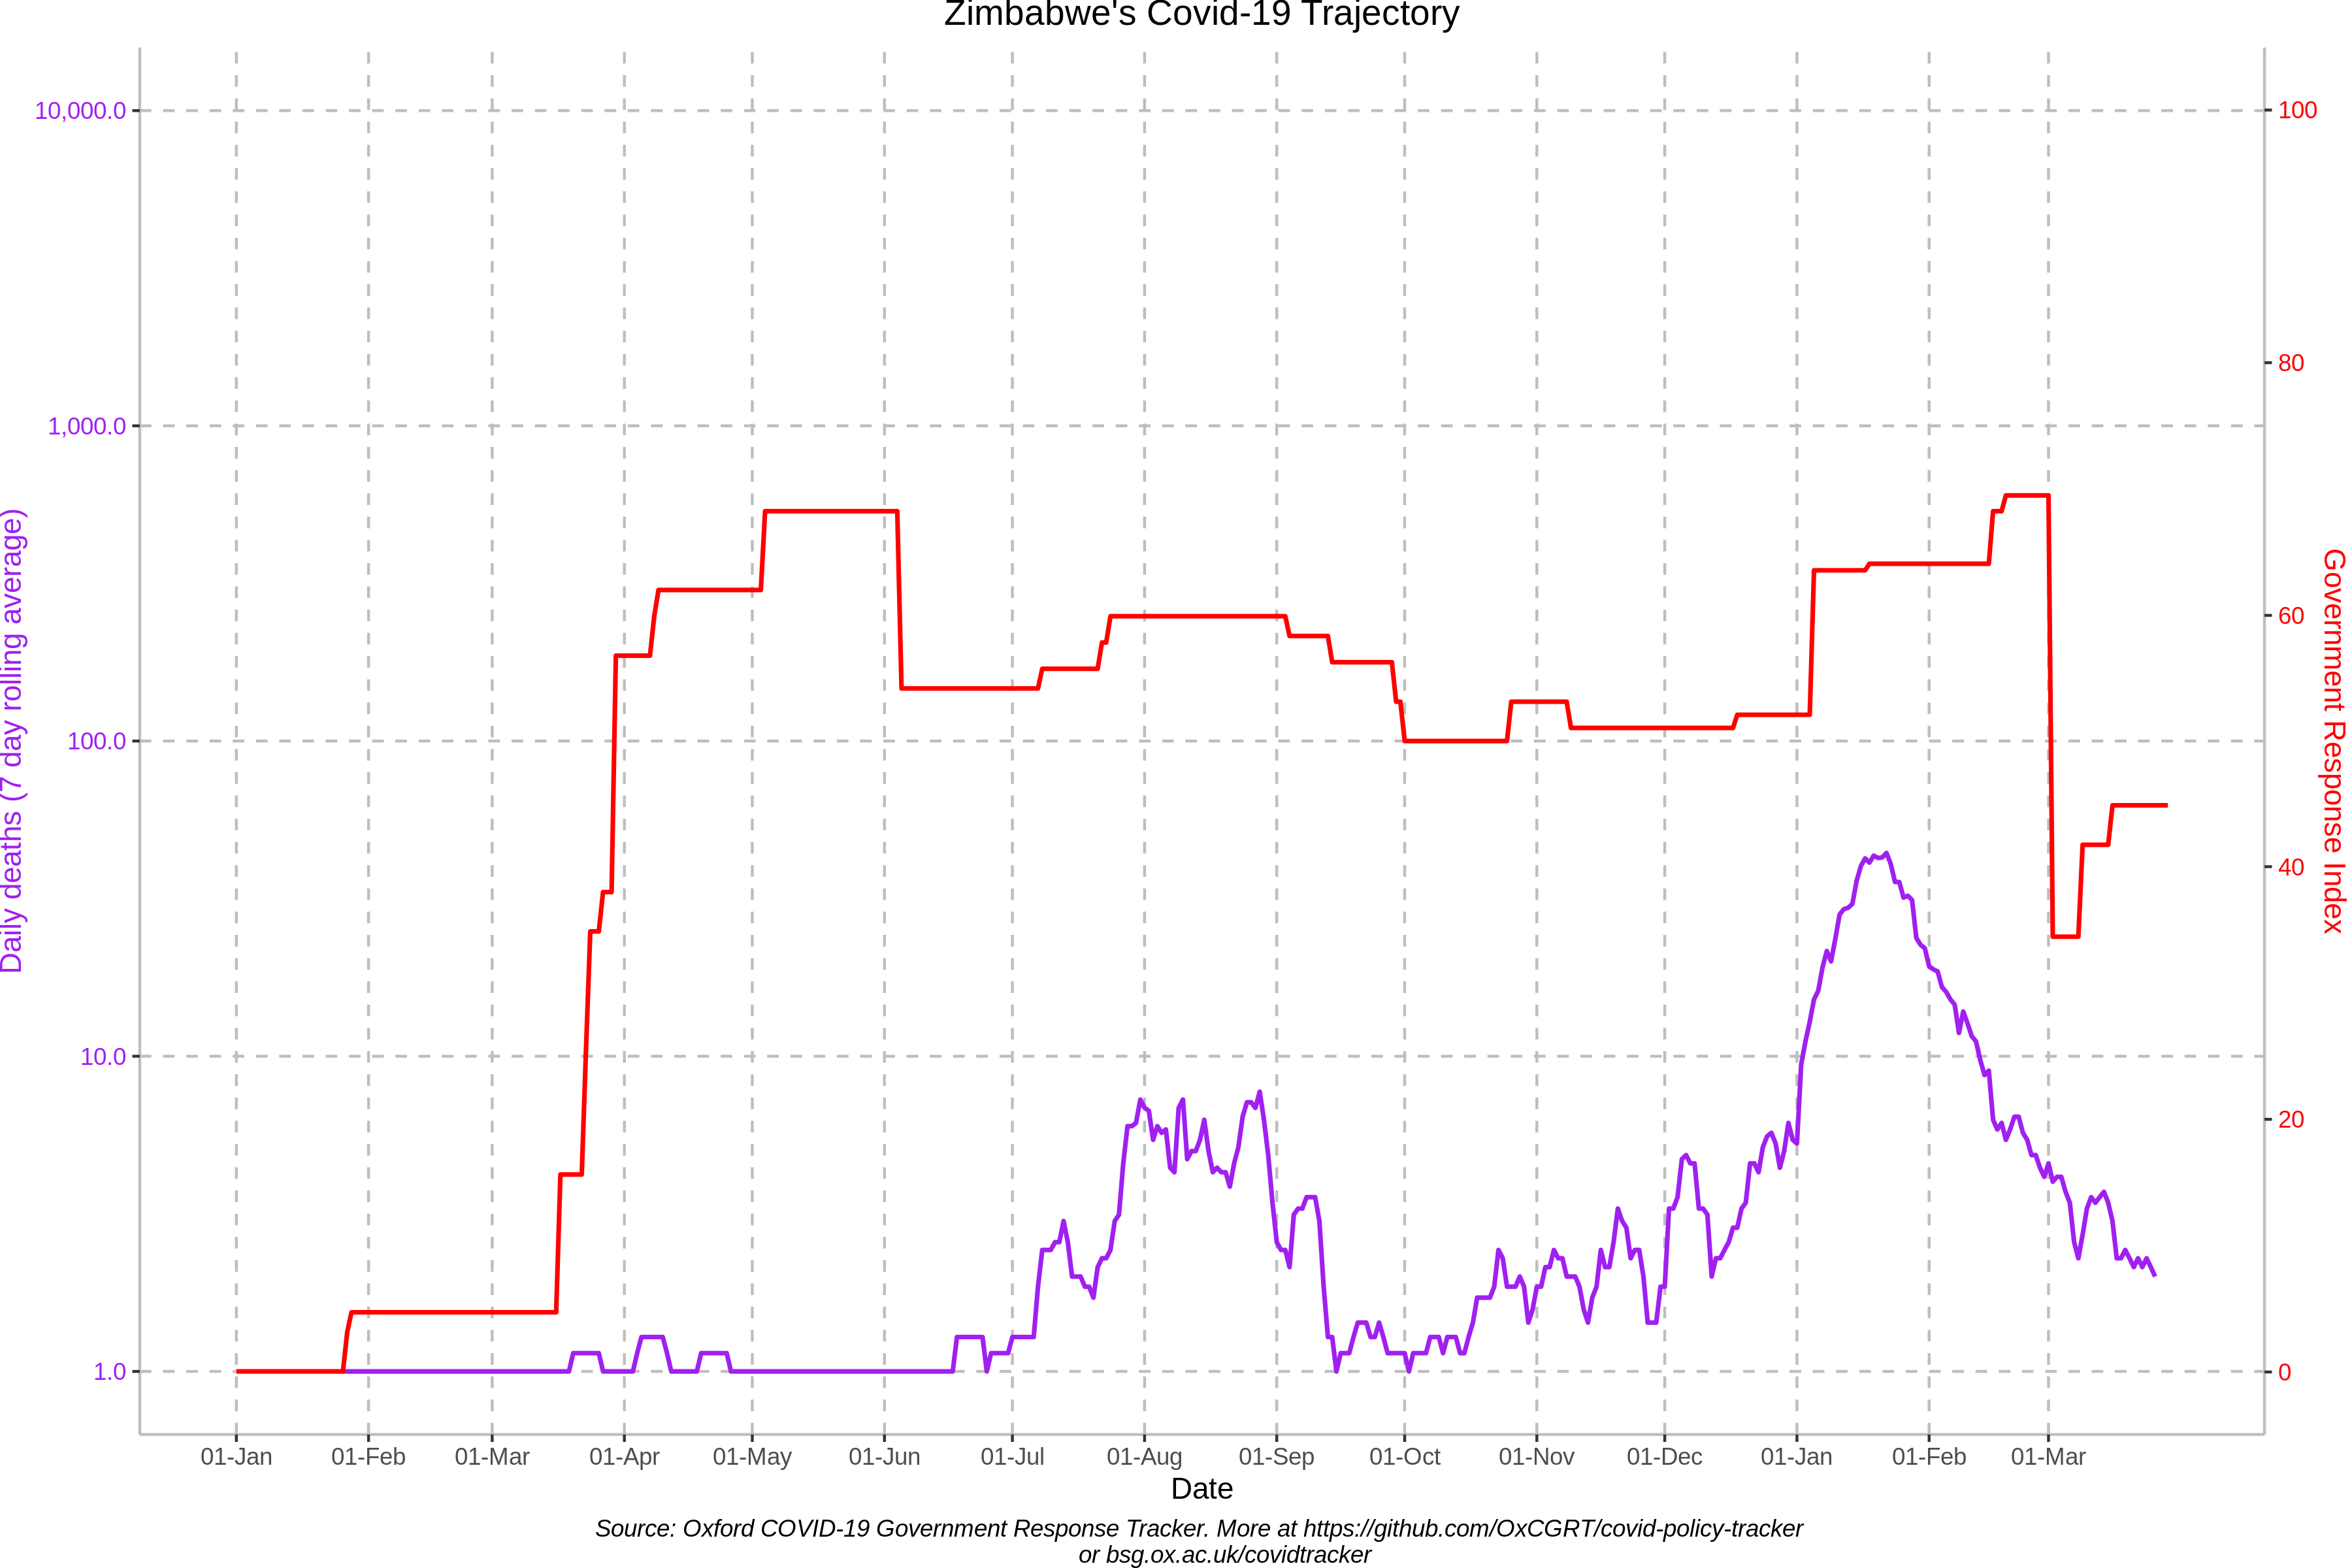 Zimbabwe's Covid-19 Trajectory
10,000.0
1,000.0
100.0
10.0
1.0
Daily deaths (7 day rolling average)
100
80
60
40
20
0
Government Response Index
01-Jan 01-Feb 01-Mar 01-Apr 01-May 01-Jun 01-Jul 01-Aug 01-Sep 01-Oct 01-Nov 01-Dec 01-Jan 01-Feb 01-Mar
Date
Source: Oxford COVID-19 Government Response Tracker. More at https://github.com/OxCGRT/covid-policy-tracker
or bsg.ox.ac.uk/covidtracker